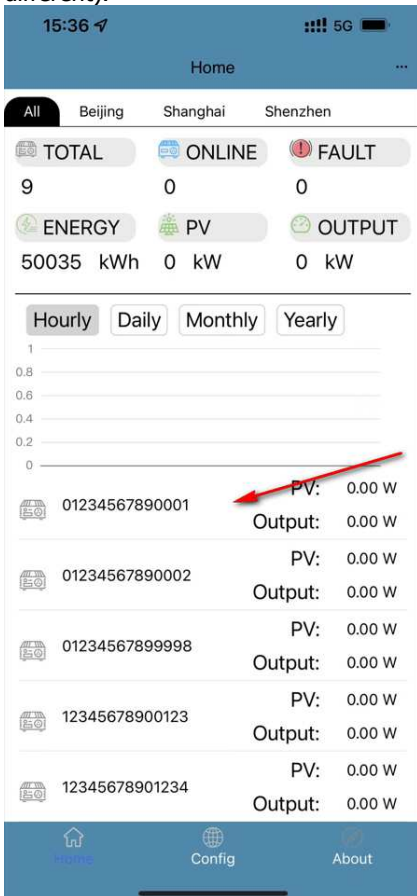 15:36 5G
Home ...
All Beijing Shanghai Shenzhen
TOTAL ONLINE FAULT
9 0 0
ENERGY PV OUTPUT
50035 kWh 0 kW 0 kW
Hourly Daily Monthly Yearly
1
0.8
0.6
0.4
0.2
0
PV: 0.00 W
01234567890001
Output: 0.00 W
PV: 0.00 W
01234567890002
Output: 0.00 W
PV: 0.00 W
01234567899998
Output: 0.00 W
PV: 0.00 W
12345678900123
Output: 0.00 W
PV: 0.00 W
12345678901234
Output: 0.00 W
Home Config About